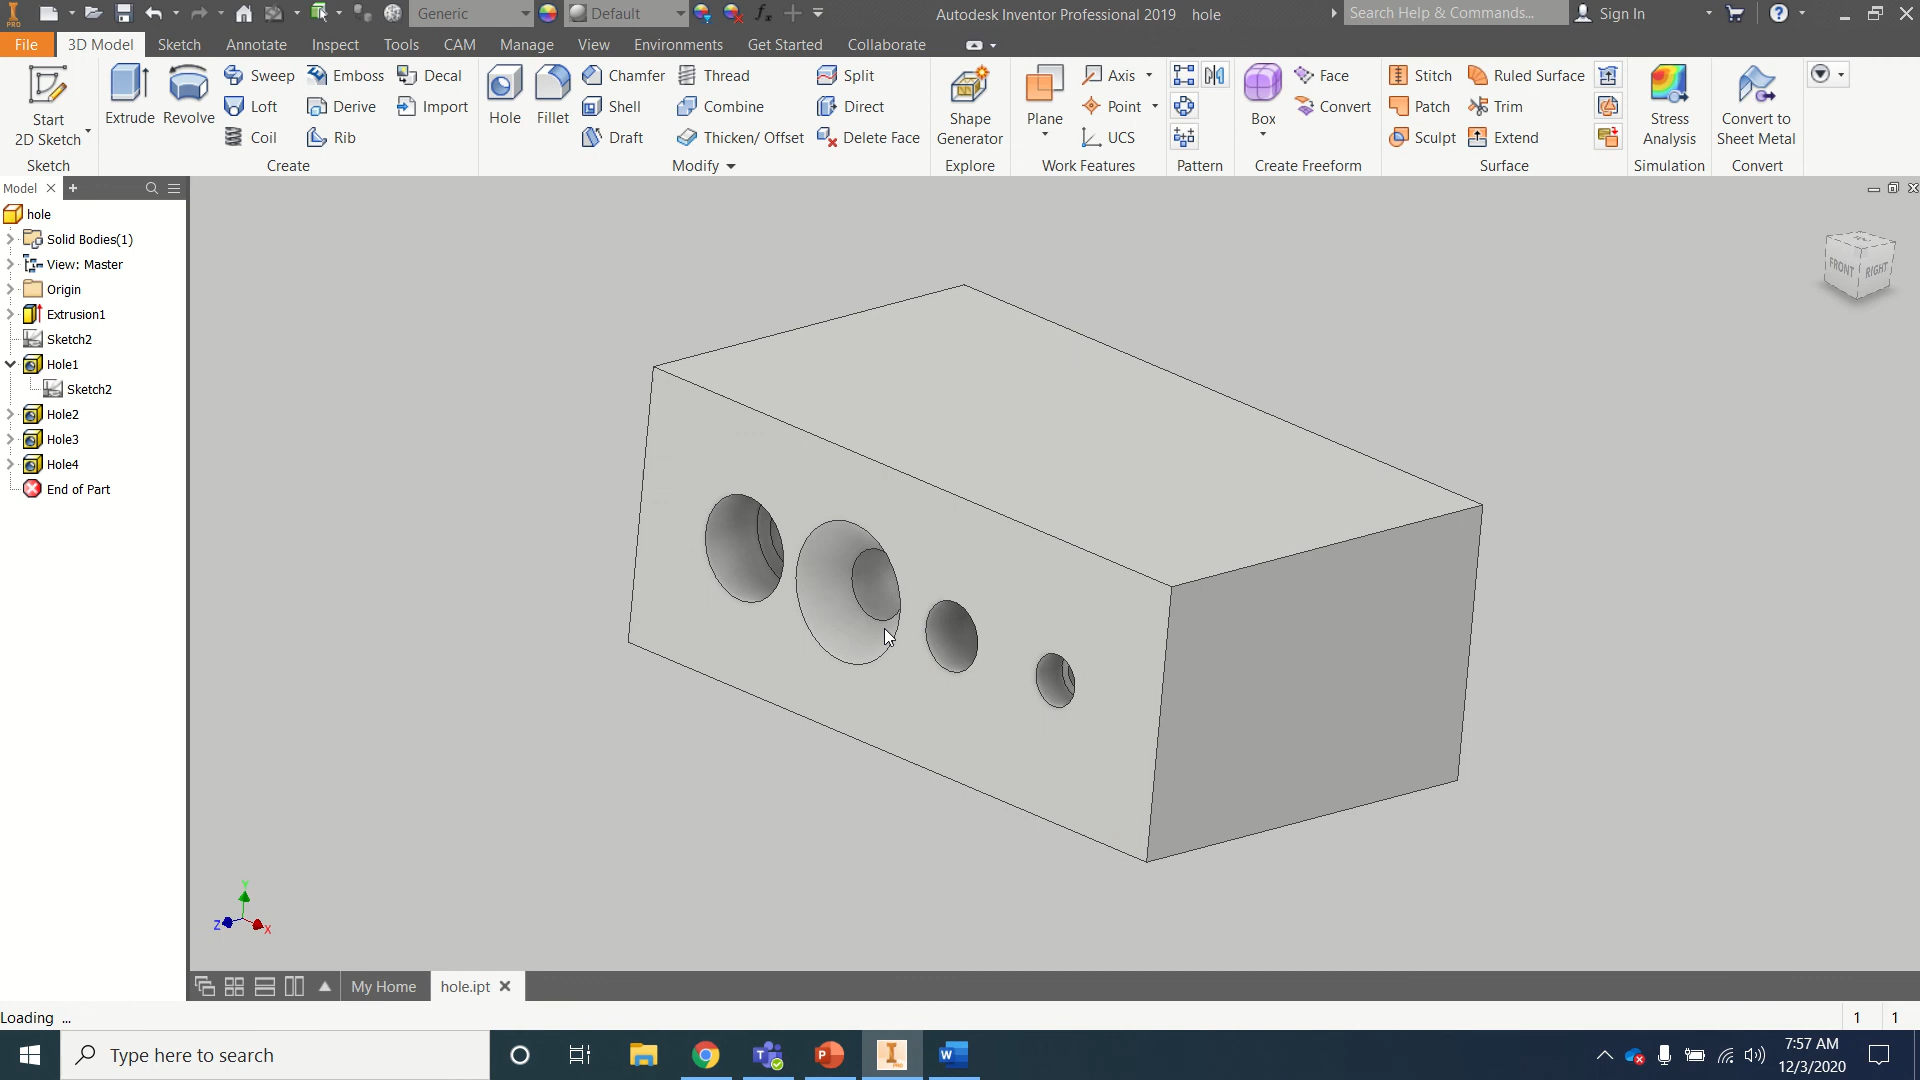 PRO Generic Default fx Autodesk Inventor Professional 2019 hole Search Help & Commands... Sign In
File 3D Model Sketch Annotate Inspect Tools CAM Manage View Environments Get Started Collaborate
Start
2D Sketch
Sketch
Extrude Revolve
Sweep Emboss Decal
Loft Derive Import
Coil Rib
Create
Hole Fillet
Chamfer Thread Split
Shell Combine Direct
Draft Thicken/ Offset Delete Face
Modify
Shape
Generator
Explore
Plane
Axis
Point
UCS
Work Features
Pattern
Box
Face
Convert
Create Freeform
Stitch Ruled Surface
Patch Trim
Sculpt Extend
Surface
Stress
Analysis
Simulation
Convert to
Sheet Metal
Convert
Model
hole
Solid Bodies(1)
View: Master
Origin
Extrusion1
Sketch2
Hole1
Sketch2
Hole2
Hole3
Hole4
End of Part
FRONT RIGHT
Y
Z
X
My Home hole.ipt
Loading ... 1 1
Type here to search
7:57 AM
12/3/2020